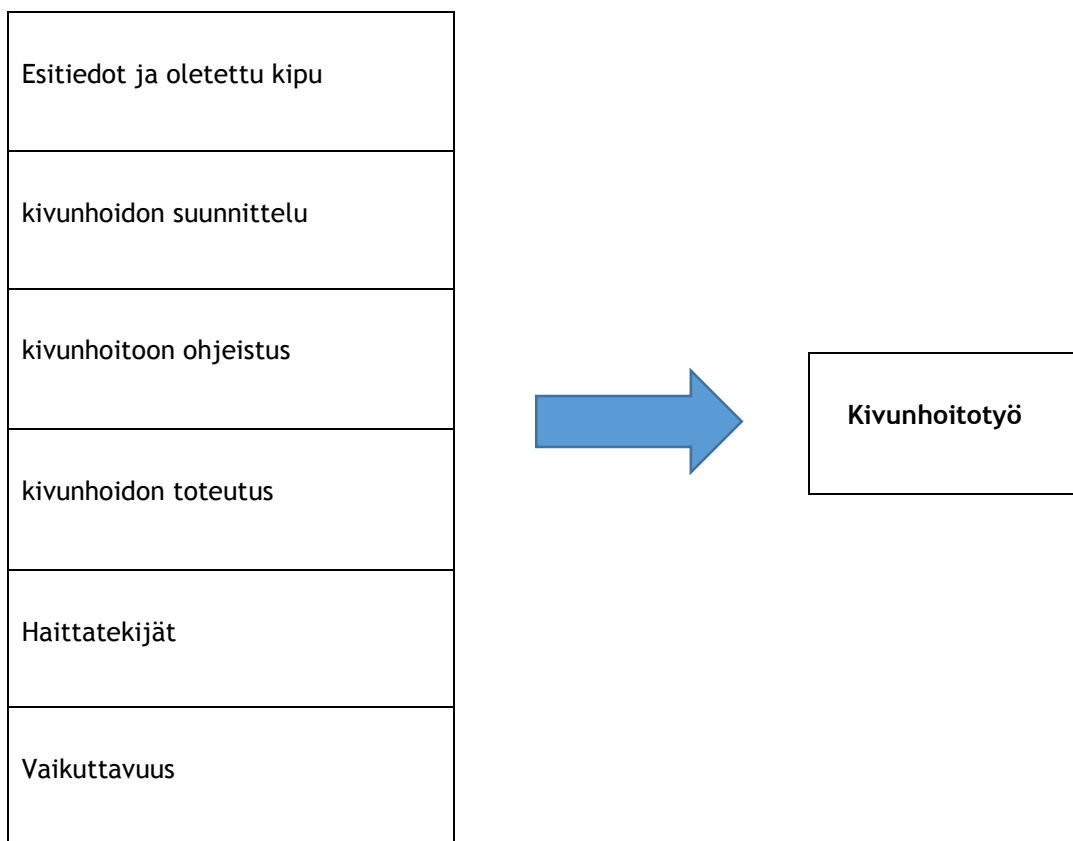 Esitiedot ja oletettu kipu
kivunhoidon suunnittelu
kivunhoitoon ohjeistus
Kivunhoitotyö
kivunhoidon toteutus
Haittatekijät
Vaikuttavuus